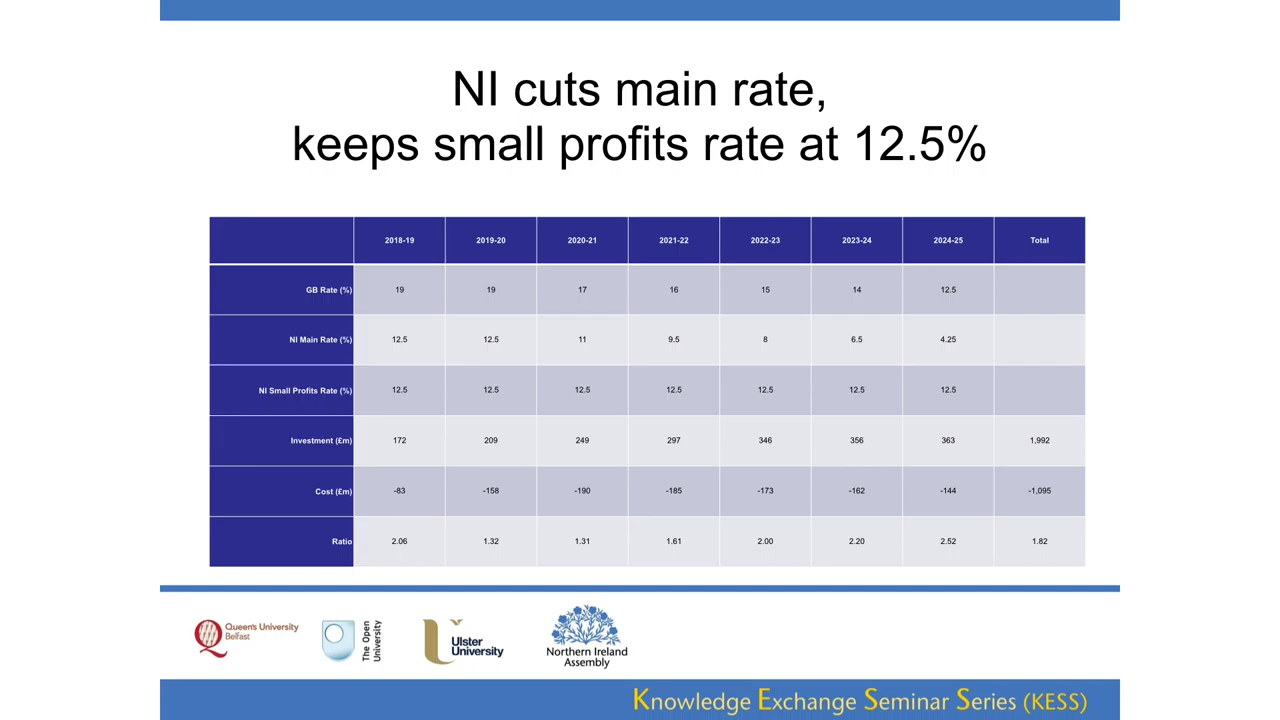 NI cuts main rate,
keeps small profits rate at 12.5%
2018-19 2019-20 2020-21 2021-22 2022-23 2023-24 2024-25 Total
GB Rate (%) 19 19 17 16 15 14 12.5
NI Main Rate (%) 12.5 12.5 11 9.5 8 6.5 4.25
NI Small Profits Rate (%) 12.5 12.5 12.5 12.5 12.5 12.5 12.5
Investment (£m) 172 209 249 297 346 356 363 1,992
Cost (£m) -83 -158 -190 -185 -173 -162 -144 -1,095
Ratio 2.06 1.32 1.31 1.61 2.00 2.20 2.52 1.82
Queen's University
Belfast
The Open
University
Ulster
University
Northern Ireland
Assembly
Knowledge Exchange Seminar Series (KESS)